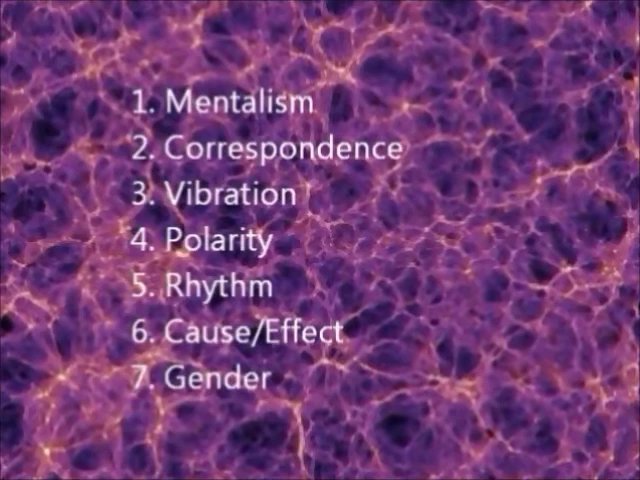 1. Mentalism
2. Correspondence
3. Vibration
4. Polarity
5. Rhythm
6. Cause/Effect
7. Gender